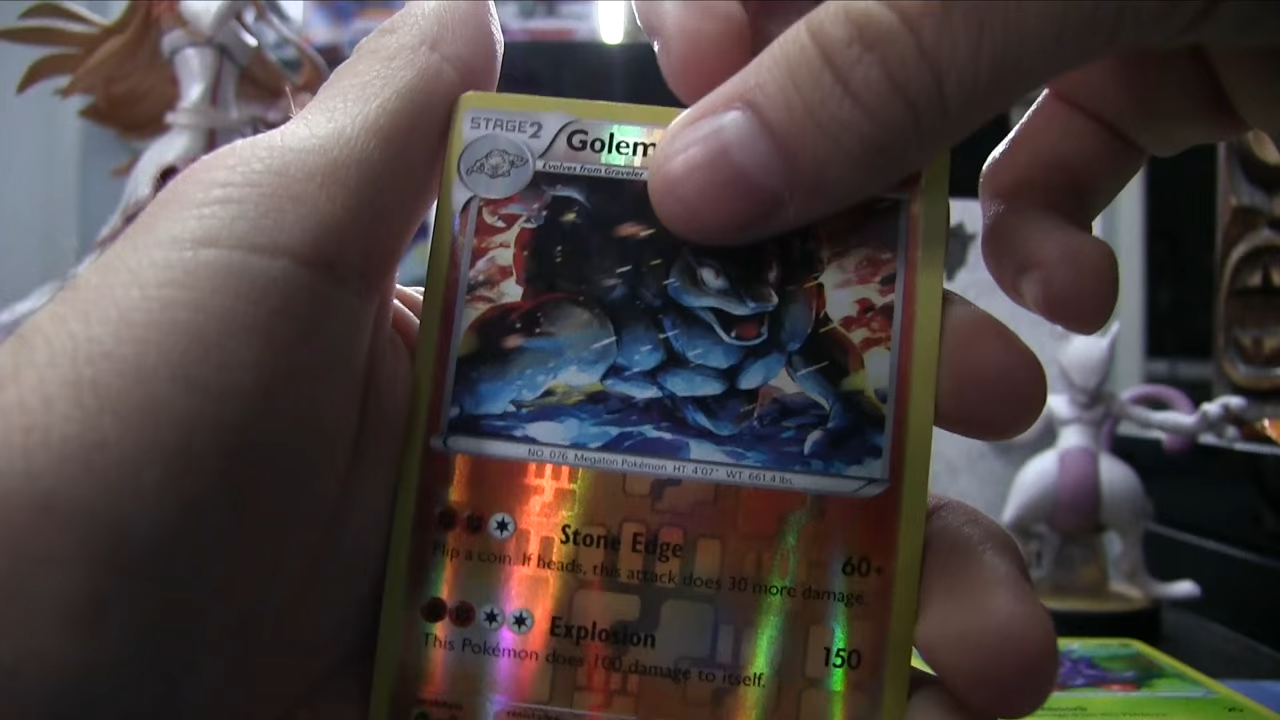 STAGE2
Golem
Evolves from Graveler
NO. 076 Megaton Pokémon HT: 4'07" WT: 661.4 lbs.
Stone Edge 60+
Flip a coin. If heads, this attack does 30 more damage.
Explosion 150
This Pokémon does 100 damage to itself.